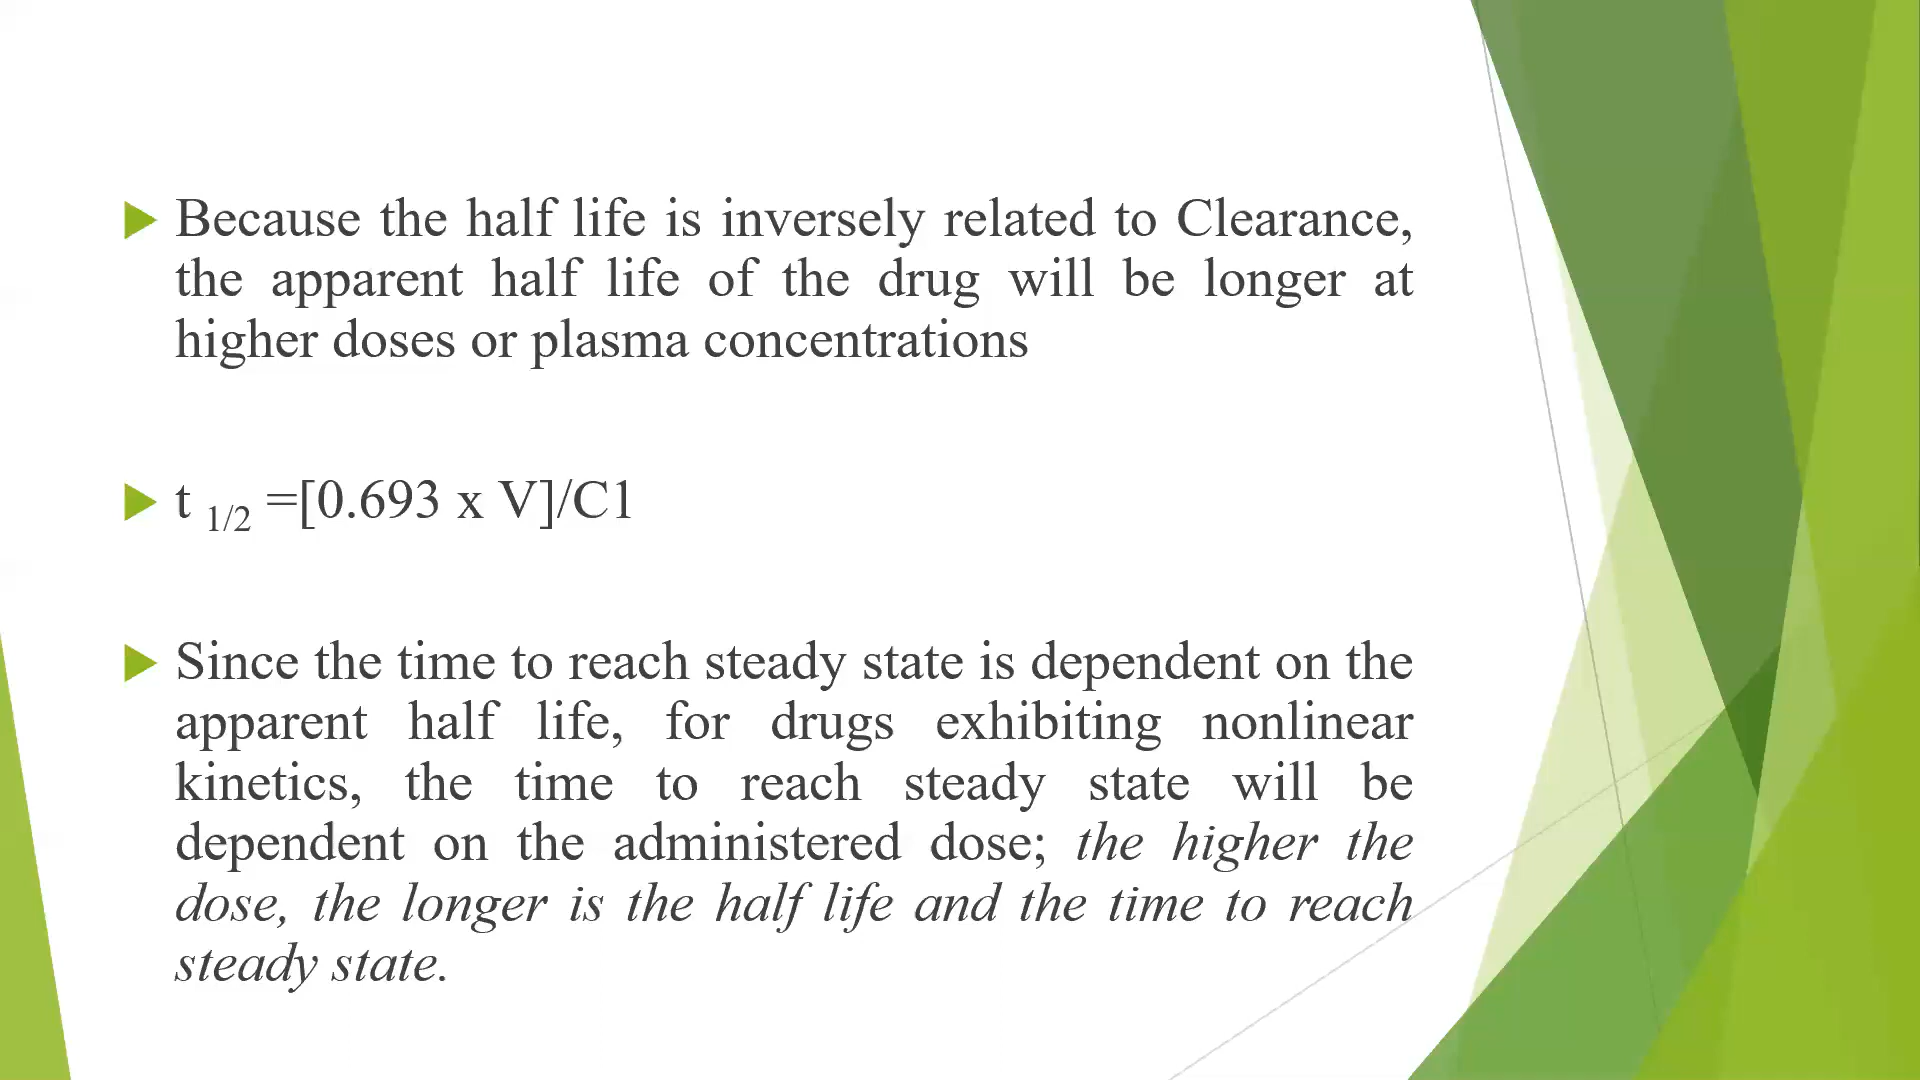 Because the half life is inversely related to Clearance,
the apparent half life of the drug will be longer at
higher doses or plasma concentrations
t 1/2 =[0.693 x V]/C1
Since the time to reach steady state is dependent on the
apparent half life, for drugs exhibiting nonlinear
kinetics, the time to reach steady state will be
dependent on the administered dose; the higher the
dose, the longer is the half life and the time to reach
steady state.